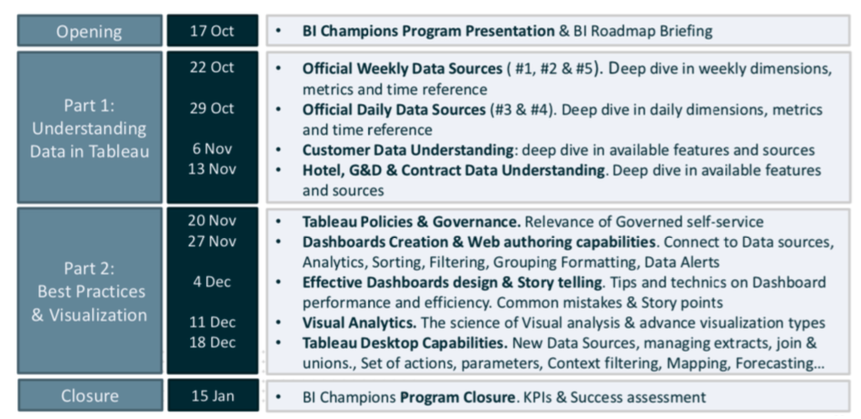 Opening
17 Oct
• BI Champions Program Presentation & BI Roadmap Briefing
Part 1:
Understanding
Data in Tableau
22 Oct
• Official Weekly Data Sources ( #1, #2 & #5). Deep dive in weekly dimensions,
metrics and time reference
29 Oct
• Official Daily Data Sources (#3 & #4). Deep dive in daily dimensions, metrics
and time reference
6 Nov
• Customer Data Understanding: deep dive in available features and sources
13 Nov
• Hotel, G&D & Contract Data Understanding. Deep dive in available features
and sources
Part 2:
Best Practices
& Visualization
20 Nov
• Tableau Policies & Governance. Relevance of Governed self-service
27 Nov
• Dashboards Creation & Web authoring capabilities. Connect to Data sources,
Analytics, Sorting, Filtering, Grouping Formatting, Data Alerts
4 Dec
• Effective Dashboards design & Story telling. Tips and technics on Dashboard
performance and efficiency. Common mistakes & Story points
11 Dec
• Visual Analytics. The science of Visual analysis & advance visualization types
18 Dec
• Tableau Desktop Capabilities. New Data Sources, managing extracts, join &
unions., Set of actions, parameters, Context filtering, Mapping, Forecasting...
Closure
15 Jan
• BI Champions Program Closure. KPIs & Success assessment